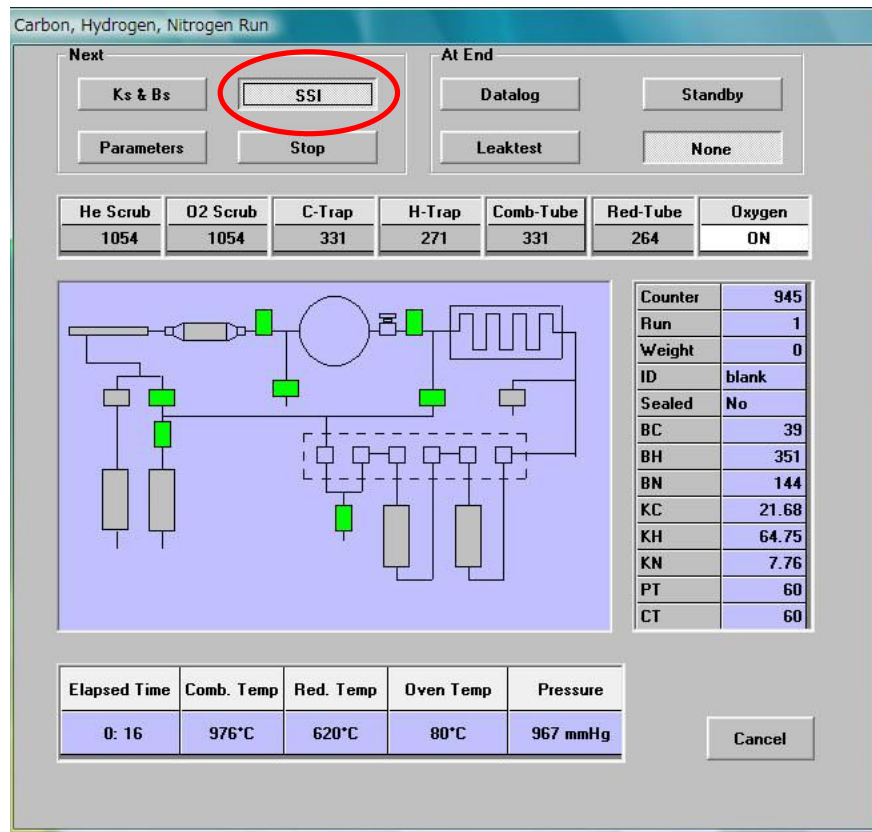 Carbon, Hydrogen, Nitrogen Run
Next
At End
Ks & Bs
SSI
Datalog
Standby
Parameters
Stop
Leaktest
None
He Scrub O2 Scrub C-Trap H-Trap Comb-Tube Red-Tube Oxygen
1054 1054 331 271 331 264 ON
Counter 945
Run 1
Weight 0
ID blank
Sealed No
BC 39
BH 351
BN 144
KC 21.68
KH 64.75
KN 7.76
PT 60
CT 60
Elapsed Time Comb. Temp Red. Temp Oven Temp Pressure
0: 16 976°C 620°C 80°C 967 mmHg
Cancel